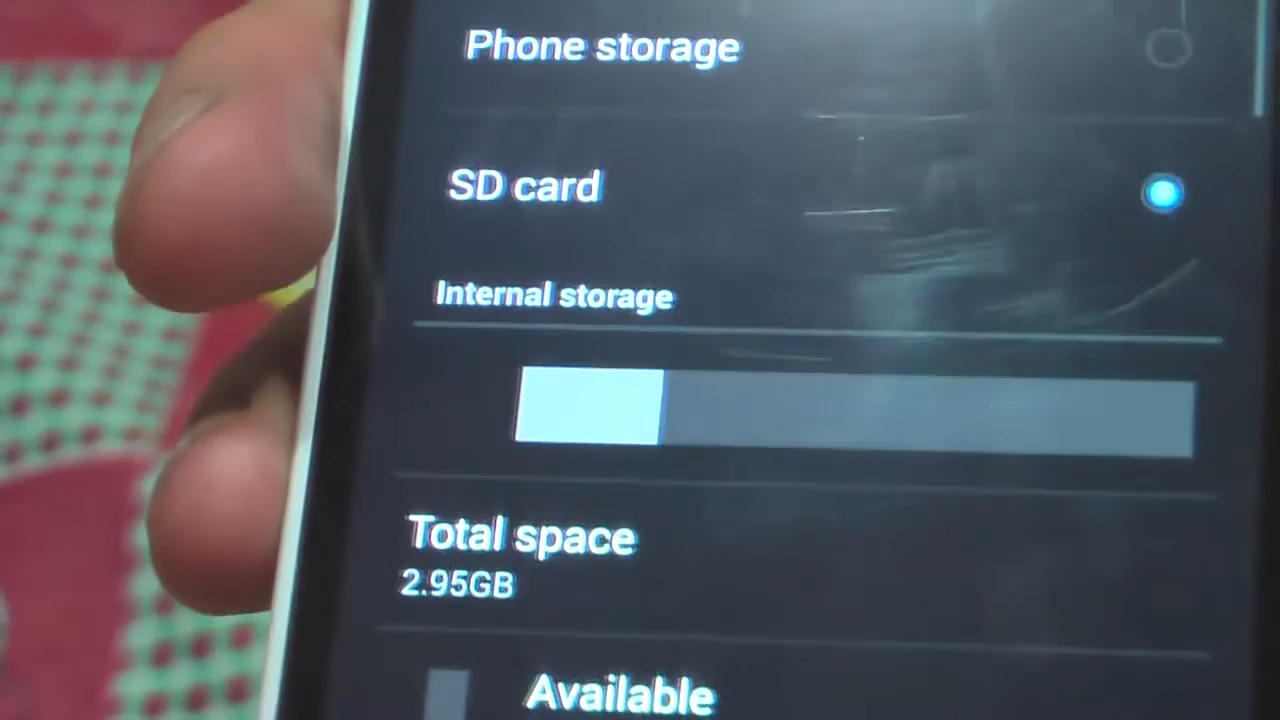 Phone storage
SD card
Internal storage
Total space
2.95GB
Available